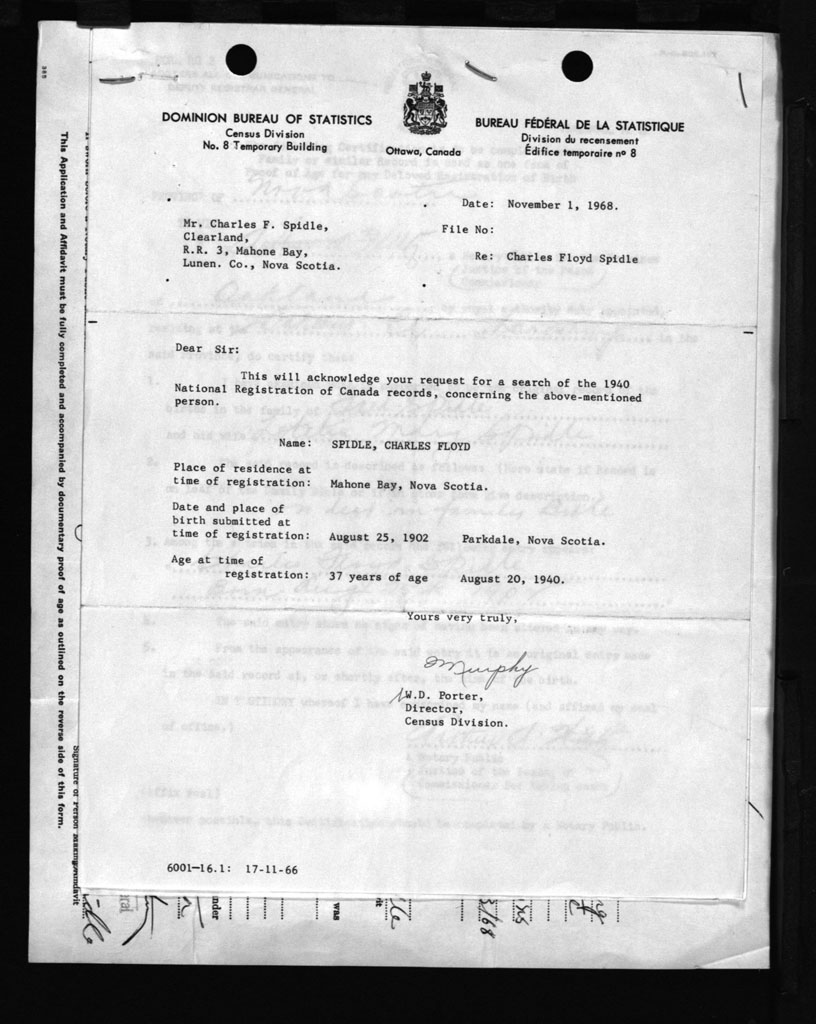 DOMINION BUREAU OF STATISTICS
Census Division
No. 8 Temporary Building
Ottawa, Canada
BUREAU FÉDÉRAL DE LA STATISTIQUE
Division du recensement
Édifice temporaire nº 8
Date: November 1, 1968.
Mr. Charles F. Spidle,
Clearland,
R.R. 3, Mahone Bay,
Lunen. Co., Nova Scotia.
File No:
Re: Charles Floyd Spidle
Dear Sir:
This will acknowledge your request for a search of the 1940
National Registration of Canada records, concerning the above-mentioned
person.
Name: SPIDLE, CHARLES FLOYD
Place of residence at
time of registration: Mahone Bay, Nova Scotia.
Date and place of
birth submitted at
time of registration: August 25, 1902 Parkdale, Nova Scotia.
Age at time of
registration: 37 years of age August 20, 1940.
Yours very truly,
Murphy
W.D. Porter,
Director,
Census Division.
6001-16.1: 17-11-66
This Application and Affidavit must be fully completed and accompanied by documentary proof of age as outlined on the reverse side of this form.
Signature of Person Making Affidavit
was